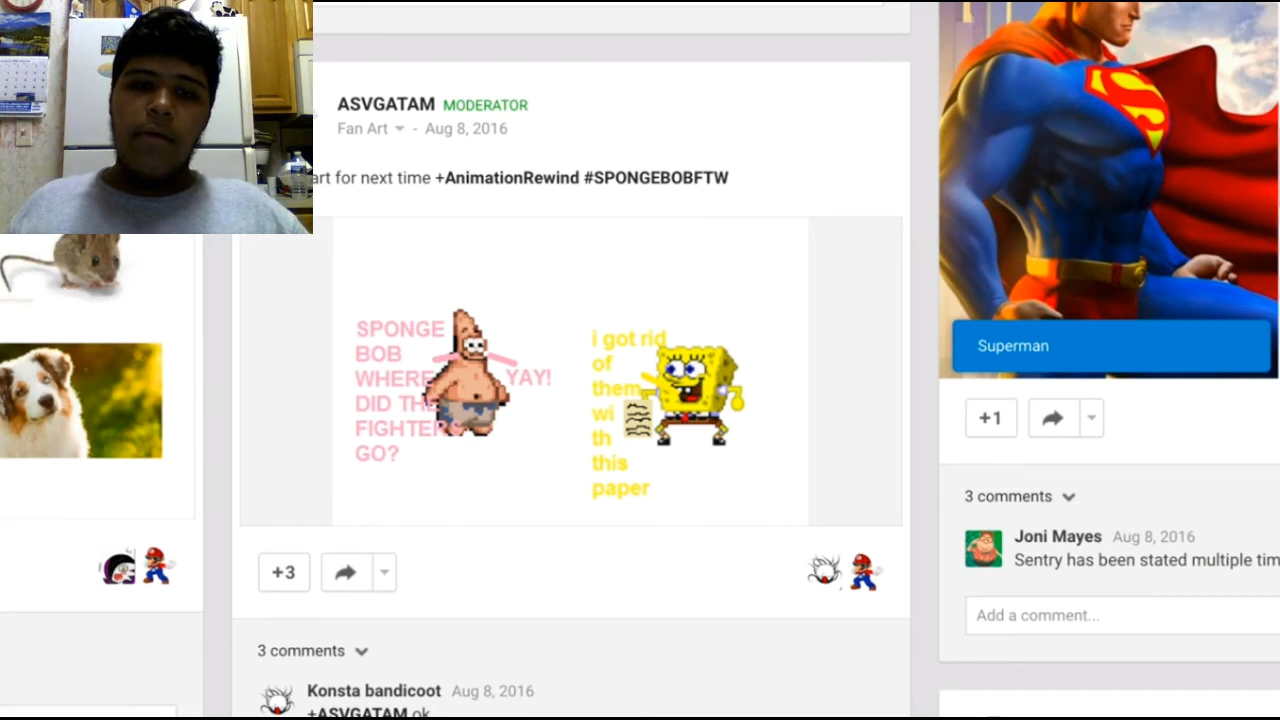 ASVGATAM MODERATOR
Fan Art - Aug 8, 2016
art for next time +AnimationRewind #SPONGEBOBFTW
SPONGE
BOB
WHERE
DID THE
FIGHTERS
GO?
YAY!
i got rid
of
them
wi
th
this
paper
+3
3 comments
Konsta bandicoot Aug 8, 2016
+ASVGATAM ok
Superman
+1
3 comments
Joni Mayes Aug 8, 2016
Sentry has been stated multiple tim
Add a comment...